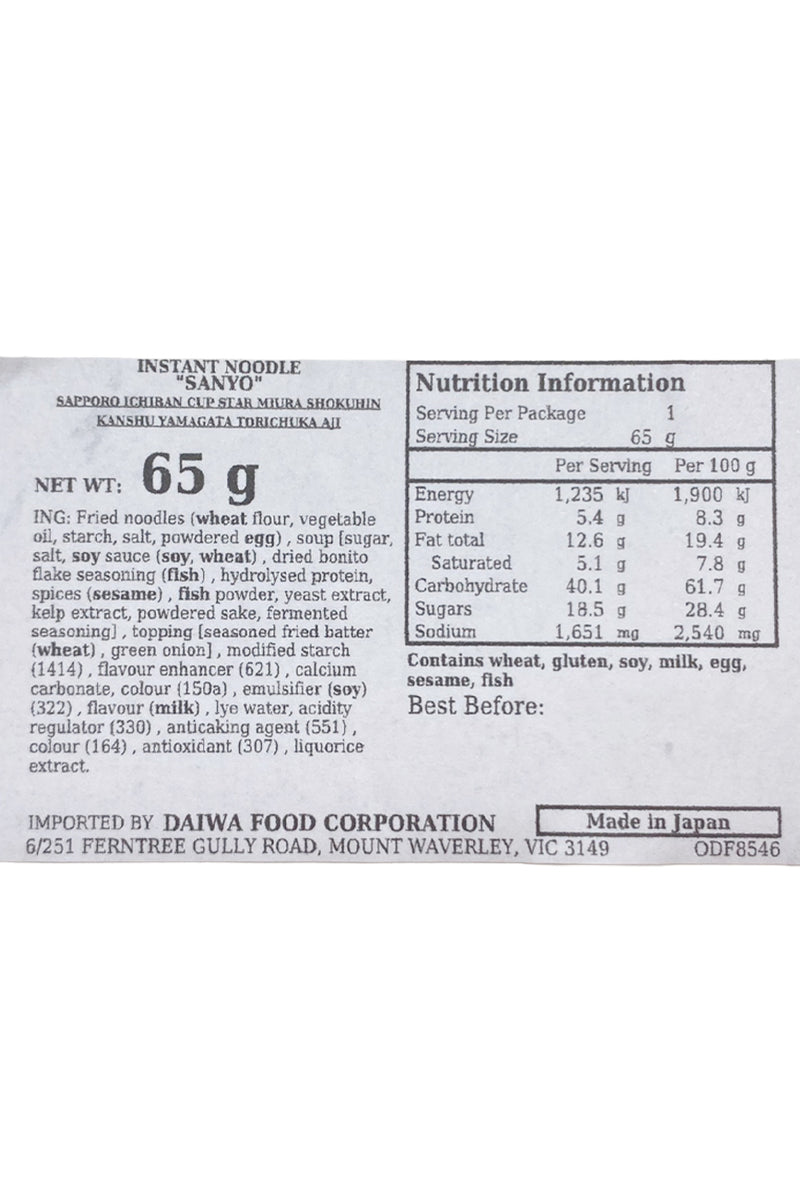 INSTANT NOODLE
"SANYO"
SAPPORO ICHIBAN CUP STAR MIURA SHOKUHIN
KANSHU YAMAGATA TORICHUKA AJI
NET WT: 65 g
ING: Fried noodles (wheat flour, vegetable
oil, starch, salt, powdered egg) , soup [sugar,
salt, soy sauce (soy, wheat) , dried bonito
flake seasoning (fish) , hydrolysed protein,
spices (sesame) , fish powder, yeast extract,
kelp extract, powdered sake, fermented
seasoning] , topping [seasoned fried batter
(wheat) , green onion] , modified starch
(1414) , flavour enhancer (621) , calcium
carbonate, colour (150a) , emulsifier (soy)
(322) , flavour (milk) , lye water, acidity
regulator (330) , anticaking agent (551) ,
colour (164) , antioxidant (307) , liquorice
extract.
Nutrition Information
Serving Per Package 1
Serving Size 65 g
Per Serving Per 100 g
Energy 1,235 kJ 1,900 kJ
Protein 5.4 g 8.3 g
Fat total 12.6 g 19.4 g
Saturated 5.1 g 7.8 g
Carbohydrate 40.1 g 61.7 g
Sugars 18.5 g 28.4 g
Sodium 1,651 mg 2,540 mg
Contains wheat, gluten, soy, milk, egg,
sesame, fish
Best Before:
IMPORTED BY DAIWA FOOD CORPORATION
Made in Japan
6/251 FERNTREE GULLY ROAD, MOUNT WAVERLEY, VIC 3149
ODF8546